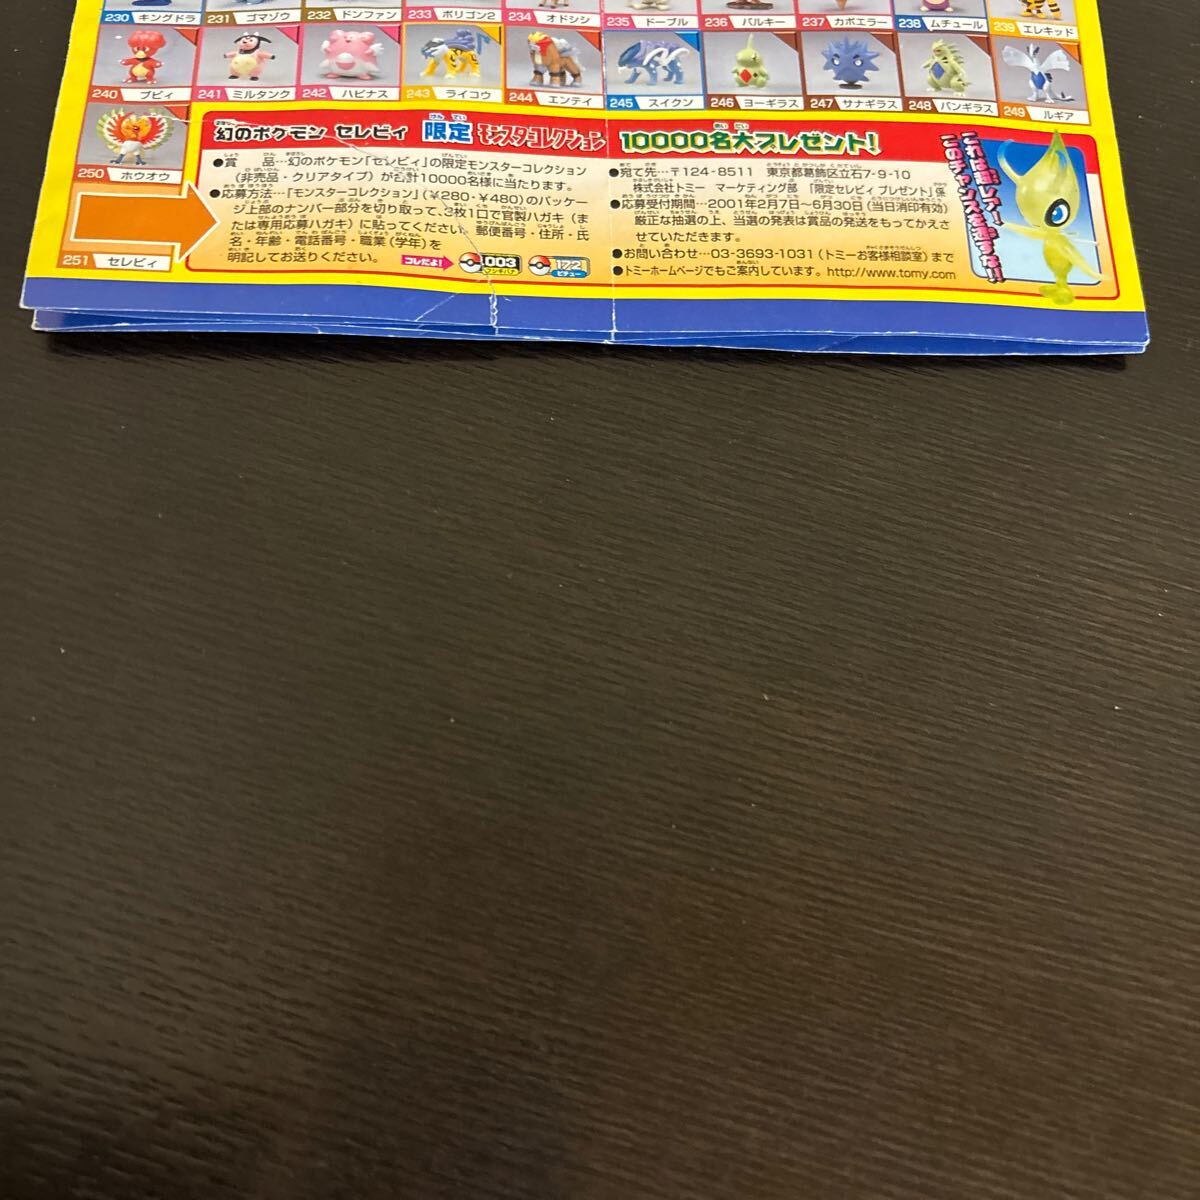 230 キングドラ
231 ゴマゾウ
232 ドンファン
233 ポリゴン2
234 オドシシ
235 ドーブル
236 バルキー
237 カポエラー
238 ムチュール
239 エレキッド
240 ブビィ
241 ミルタンク
242 ハピナス
243 ライコウ
244 エンテイ
245 スイクン
246 ヨーギラス
247 サナギラス
248 バンギラス
249 ルギア
250 ホウオウ
251 セレビィ
幻のポケモン セレビィ 限定 モンスターコレクション 10000名大プレゼント!
●賞 品…幻のポケモン「セレビィ」の限定モンスターコレクション
(非売品・クリアタイプ)が合計10000名様に当たります。
●応募方法…「モンスターコレクション」(¥280・¥480)のパッケー
ジ上部のナンバー部分を切り取って、3枚1口で官製ハガキ(ま
たは専用応募ハガキ)に貼ってください。郵便番号・住所・氏
名・年齢・電話番号・職業(学年)を
明記してお送りください。
コレだよ!
003 フシギバナ
172 ピチュー
●宛て先…〒124-8511 東京都葛飾区立石7-9-10
株式会社トミー マーケティング部 「限定セレビィ プレゼント」係
●応募受付期間…2001年2月7日~6月30日(当日消印有効)
厳正な抽選の上、当選の発表は賞品の発送をもってかえさ
せていただきます。
●お問い合わせ…03-3693-1031(トミーお客様相談室)まで
●トミーホームページでもご案内しています。http://www.tomy.com